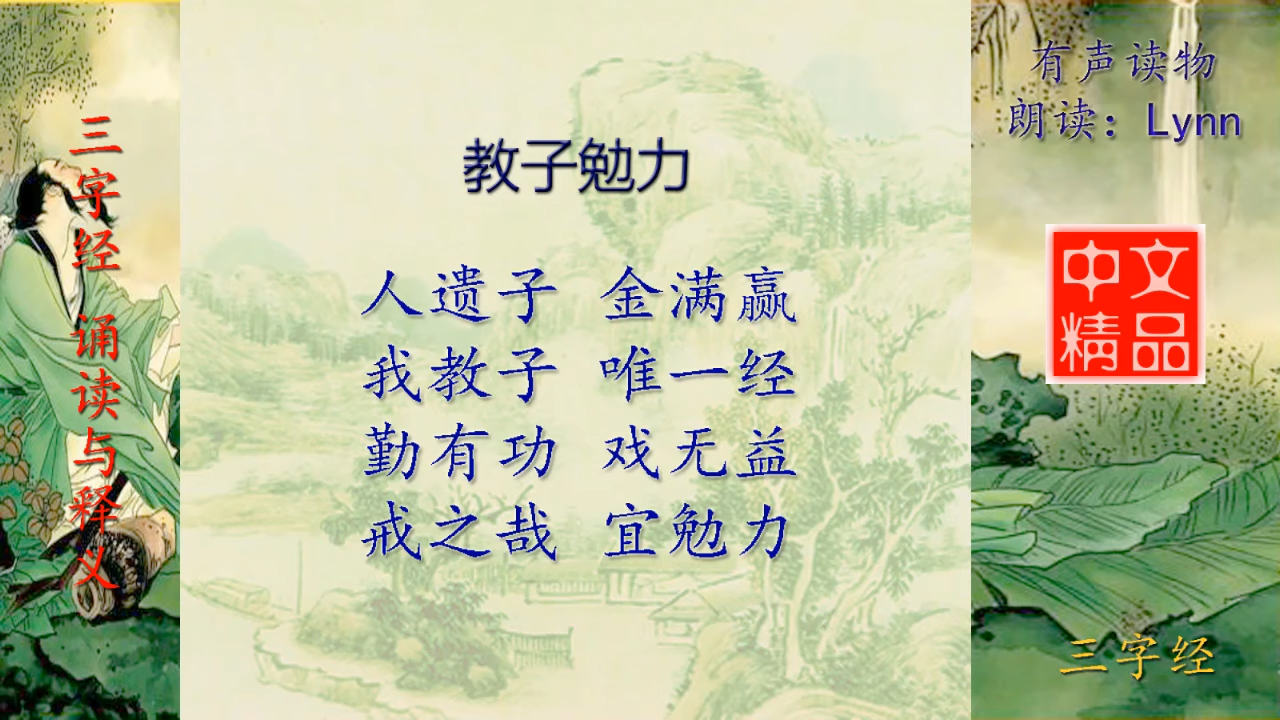 三字经 诵读与释义
教子勉力
人遗子 金满赢
我教子 唯一经
勤有功 戏无益
戒之哉 宜勉力
有声读物
朗读：Lynn
中文
精品
三字经